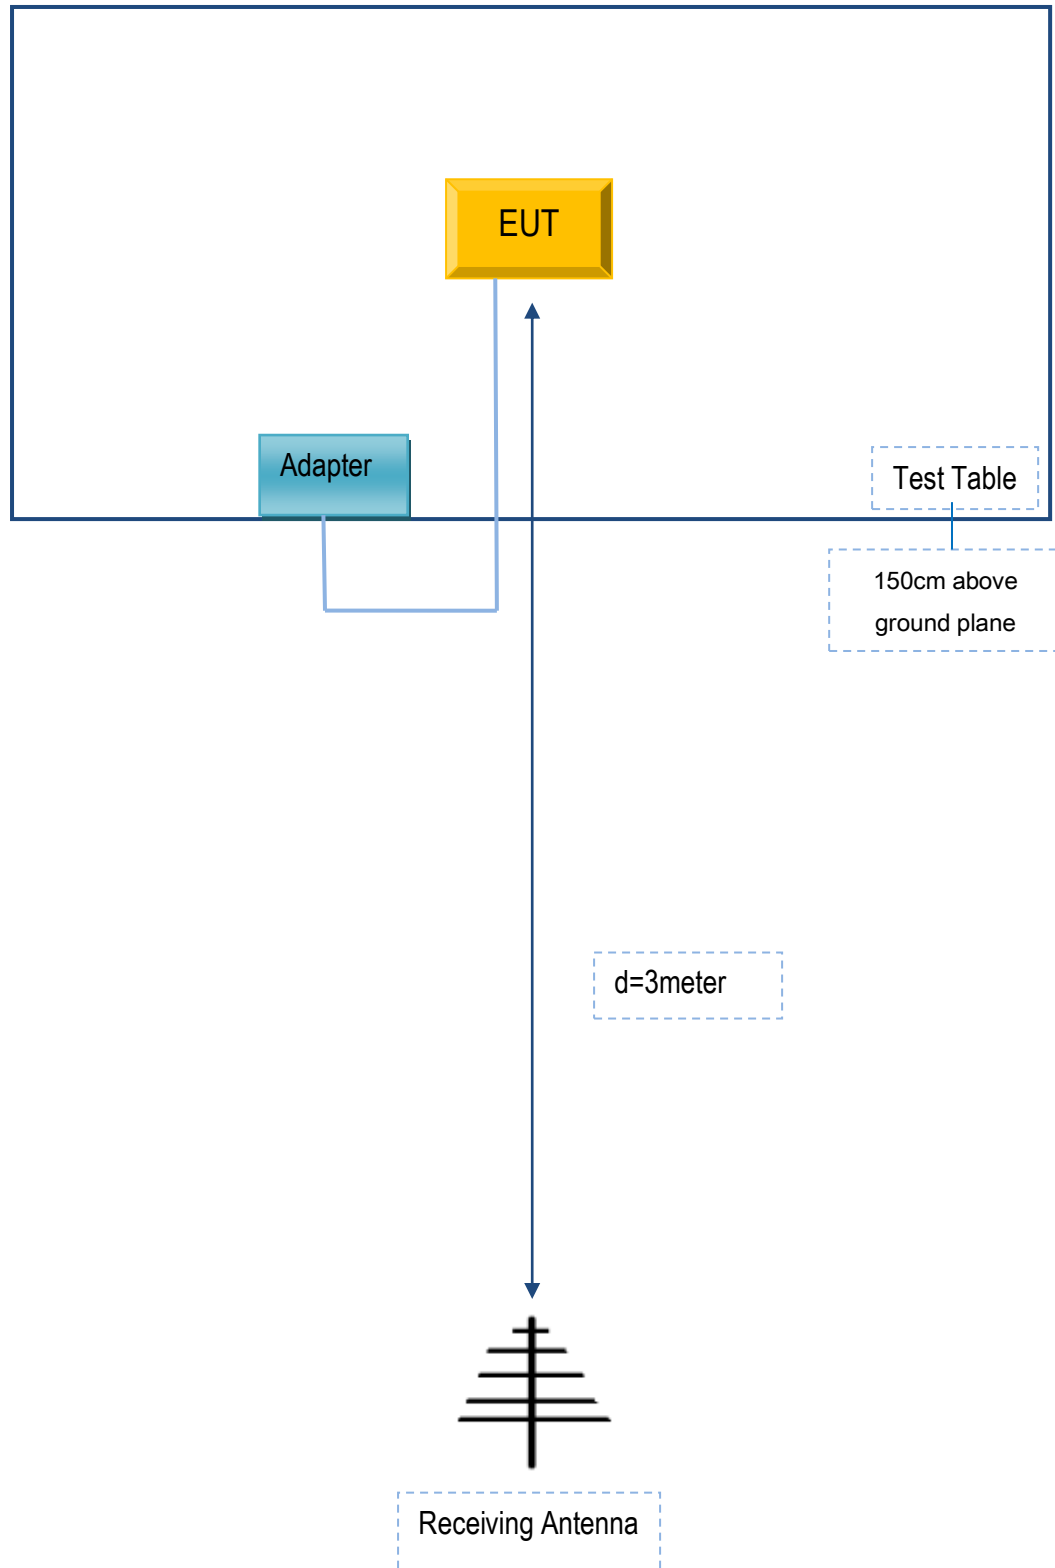 EUT
Adapter
Test Table
150cm above
ground plane
d=3meter
Receiving Antenna